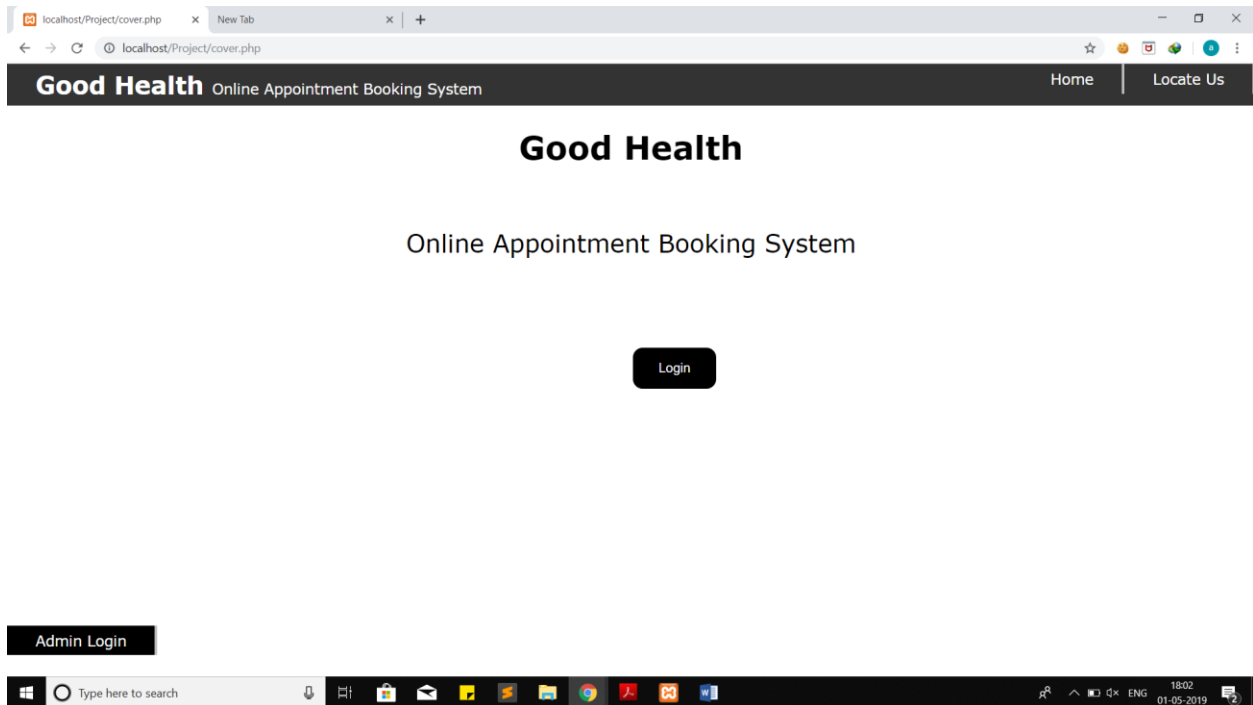 localhost/Project/cover.php
New Tab
localhost/Project/cover.php
a
Good Health Online Appointment Booking System
Home
Locate Us
Good Health
Online Appointment Booking System
Login
Admin Login
Type here to search
ENG
18:02
01-05-2019
2